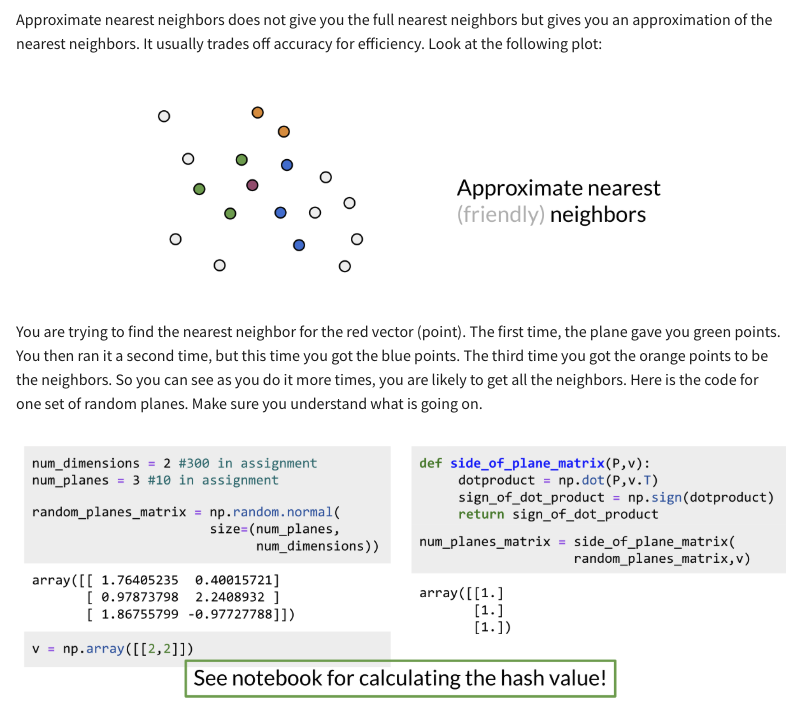 Approximate nearest neighbors does not give you the full nearest neighbors but gives you an approximation of the
nearest neighbors. It usually trades off accuracy for efficiency. Look at the following plot:
Approximate nearest
(friendly) neighbors
You are trying to find the nearest neighbor for the red vector (point). The first time, the plane gave you green points.
You then ran it a second time, but this time you got the blue points. The third time you got the orange points to be
the neighbors. So you can see as you do it more times, you are likely to get all the neighbors. Here is the code for
one set of random planes. Make sure you understand what is going on.
num_dimensions = 2 #300 in assignment
num_planes = 3 #10 in assignment
random_planes_matrix = np.random.normal(
size=(num_planes,
num_dimensions))
array([[ 1.76405235 0.40015721]
[ 0.97873798 2.2408932 ]
[ 1.86755799 -0.97727788]])
v = np.array([[2,2]])
def side_of_plane_matrix(P,v):
dotproduct = np.dot(P,v.T)
sign_of_dot_product = np.sign(dotproduct)
return sign_of_dot_product
num_planes_matrix = side_of_plane_matrix(
random_planes_matrix,v)
array([[1.]
[1.]
[1.])
See notebook for calculating the hash value!